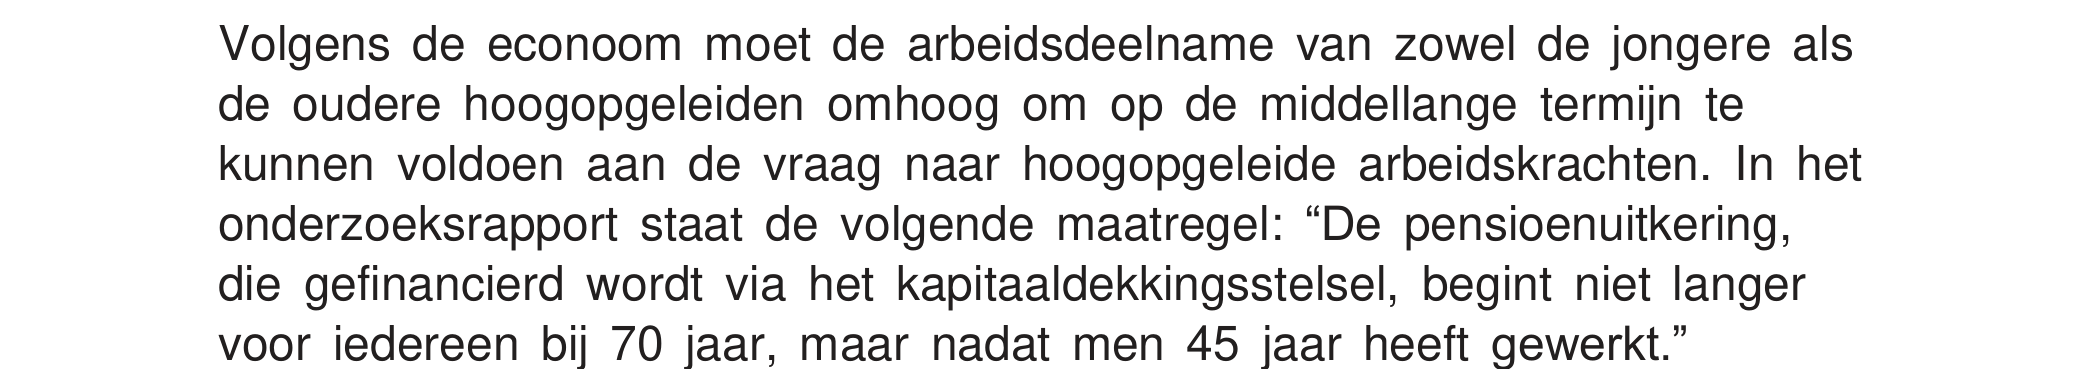 Volgens de econoom moet de arbeidsdeelname van zowel de jongere als
de oudere hoogopgeleiden omhoog om op de middellange termijn te
kunnen voldoen aan de vraag naar hoogopgeleide arbeidskrachten. In het
onderzoeksrapport staat de volgende maatregel: “De pensioenuitkering,
die gefinancierd wordt via het kapitaaldekkingsstelsel, begint niet langer
voor iedereen bij 70 jaar, maar nadat men 45 jaar heeft gewerkt.”